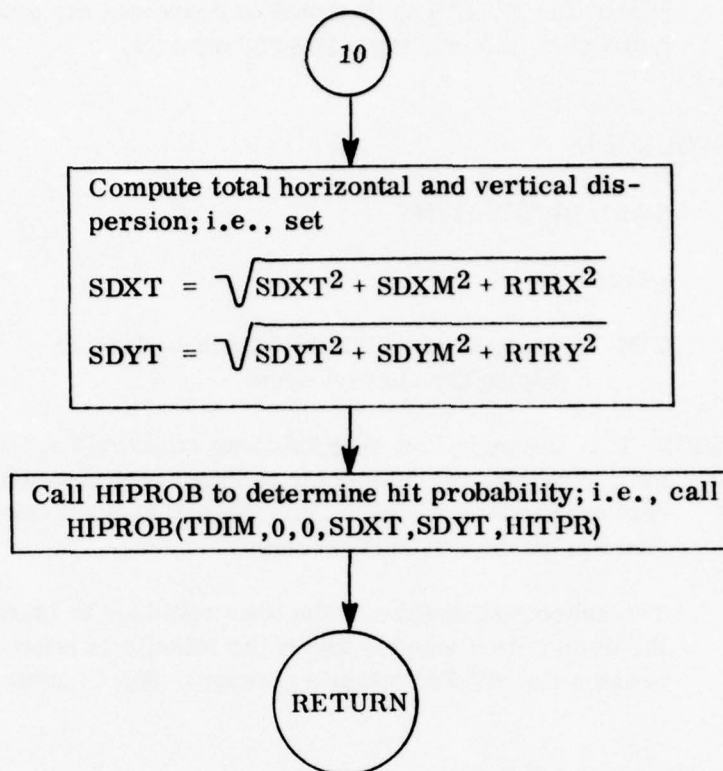 10
Compute total horizontal and vertical dis-
persion; i.e., set
SDXT = √SDXT² + SDXM² + RTRX²
SDYT = √SDYT² + SDYM² + RTRY²
Call HIPROB to determine hit probability; i.e., call
HIPROB(TDIM,0,0,SDXT,SDYT,HITPR)
RETURN